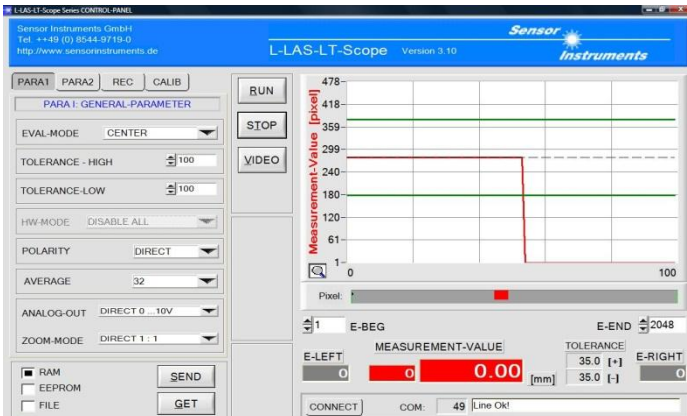 L-LAS-LT-Scope Series CONTROL-PANEL
Sensor Instruments GmbH
Tel. ++49 (0) 8544-9719-0
http://www.sensorinstruments.de
L-LAS-LT-Scope Version 3.10
Sensor
Instruments
PARA1 PARA2 REC CALIB
PARA I: GENERAL-PARAMETER
EVAL-MODE CENTER
TOLERANCE - HIGH 100
TOLERANCE-LOW 100
HW-MODE DISABLE ALL
POLARITY DIRECT
AVERAGE 32
ANALOG-OUT DIRECT 0 ...10V
ZOOM-MODE DIRECT 1 : 1
RAM
EEPROM
FILE
SEND
GET
RUN
STOP
VIDEO
Measurement-Value [pixel]
478
418
359
299
240
180
120
61
1
0 100
Pixel:
1 E-BEG E-END 2048
E-LEFT MEASUREMENT-VALUE TOLERANCE E-RIGHT
0 0 0.00 [mm] 35.0 [+] 0
35.0 [-]
CONNECT COM: 49 Line Ok!